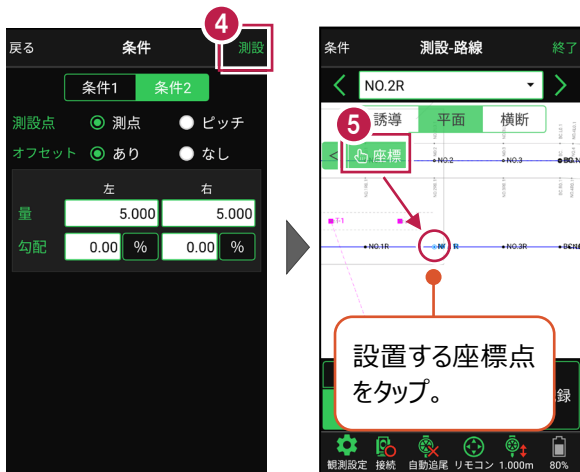 4
戻る 条件 測設
条件1 条件2
測設点 測点 ピッチ
オフセット あり なし
左 右
量 5.000 5.000
勾配 0.00 % 0.00 %
条件 測設-路線 終了
NO.2R
誘導 平面 横断
5
座標
NO.2 NO.3
T-1
NO.1R NO.3R
設置する座標点
をタップ。
録
観測設定 接続 自動追尾 リモコン 1.000m 80%